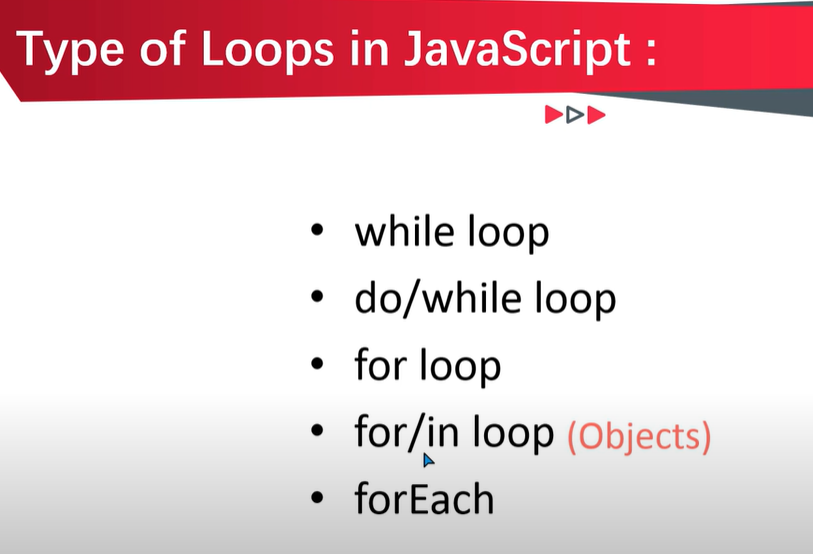 Type of Loops in JavaScript :
• while loop
• do/while loop
• for loop
• for/in loop (Objects)
• forEach